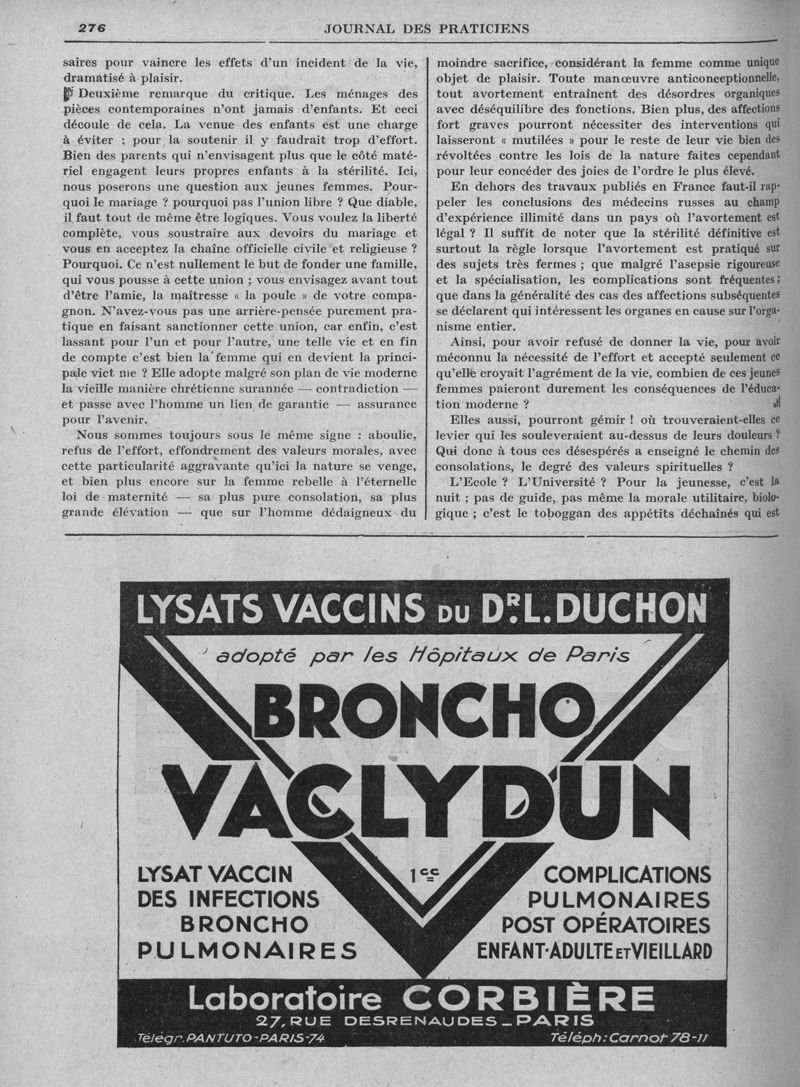 276
JOURNAL DES PRATICIENS
saires pour vaincre les effets d'un incident de la vie,
dramatisé à plaisir.
Deuxième remarque du critique. Les ménages des
pièces contemporaines n'ont jamais d'enfants. Et ceci
découle de cela. La venue des enfants est une charge
à éviter ; pour la soutenir il y faudrait trop d'effort.
Bien des parents qui n'envisagent plus que le côté maté-
riel engagent leurs propres enfants à la stérilité. Ici,
nous poserons une question aux jeunes femmes. Pour-
quoi le mariage ? pourquoi pas l'union libre ? Que diable,
il faut tout de même être logiques. Vous voulez la liberté
complète, vous soustraire aux devoirs du mariage et
vous en acceptez la chaîne officielle civile et religieuse ?
Pourquoi. Ce n'est nullement le but de fonder une famille,
qui vous pousse à cette union ; vous envisagez avant tout
d'être l'amie, la maîtresse « la poule » de votre compa-
gnon. N'avez-vous pas une arrière-pensée purement pra-
tique en faisant sanctionner cette union, car enfin, c'est
lassant pour l'un et pour l'autre, une telle vie et en fin
de compte c'est bien la femme qui en devient la princi-
pale vict me ? Elle adopte malgré son plan de vie moderne
la vieille manière chrétienne surannée — contradiction —
et passe avec l'homme un lien de garantie — assurance
pour l'avenir.
Nous sommes toujours sous le même signe : aboulie,
refus de l'effort, effondrement des valeurs morales, avec
cette particularité aggravante qu'ici la nature se venge,
et bien plus encore sur la femme rebelle à l'éternelle
loi de maternité — sa plus pure consolation, sa plus
grande élévation — que sur l'homme dédaigneux du
moindre sacrifice, considérant la femme comme unique
objet de plaisir. Toute manœuvre anticonceptionnelle,
tout avortement entraînent des désordres organiques
avec déséquilibre des fonctions. Bien plus, des affections
fort graves pourront nécessiter des interventions qui
laisseront « mutilées » pour le reste de leur vie bien des
révoltées contre les lois de la nature faites cependant
pour leur concéder des joies de l'ordre le plus élevé.
En dehors des travaux publiés en France faut-il rap-
peler les conclusions des médecins russes au champ
d'expérience illimité dans un pays où l'avortement est
légal ? Il suffit de noter que la stérilité définitive est
surtout la règle lorsque l'avortement est pratiqué sur
des sujets très fermes ; que malgré l'asepsie rigoureuse
et la spécialisation, les complications sont fréquentes ;
que dans la généralité des cas des affections subséquentes
se déclarent qui intéressent les organes en cause sur l'orga-
nisme entier.
Ainsi, pour avoir refusé de donner la vie, pour avoir
méconnu la nécessité de l'effort et accepté seulement ce
qu'elle croyait l'agrément de la vie, combien de ces jeunes
femmes paieront durement les conséquences de l'éduca-
tion moderne ?
Elles aussi, pourront gémir ! où trouveraient-elles ce
levier qui les souleveraient au-dessus de leurs douleurs ?
Qui donc à tous ces désespérés a enseigné le chemin des
consolations, le degré des valeurs spirituelles ?
L'Ecole ? L'Université ? Pour la jeunesse, c'est la
nuit ; pas de guide, pas même la morale utilitaire, biolo-
gique ; c'est le toboggan des appétits déchaînés qui est
LYSATS VACCINS DU DR. L. DUCHON
adopté par les Hôpitaux de Paris
BRONCHO
VACLYDUN
LYSAT VACCIN
DES INFECTIONS
BRONCHO
PULMONAIRES
1 cc
COMPLICATIONS
PULMONAIRES
POST OPÉRATOIRES
ENFANT-ADULTE ET VIEILLARD
Laboratoire CORBIÈRE
27, RUE DESRENAUDES _ PARIS
Télégr. PANTUTO-PARIS-74
Téléph: Carnot 78-11